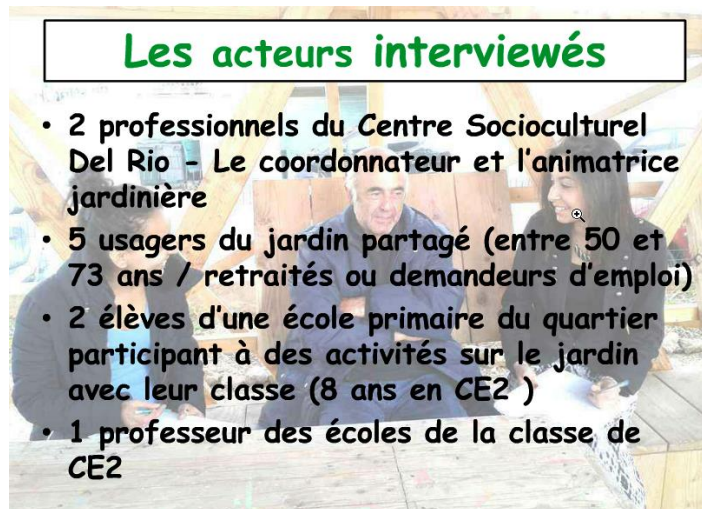 Les acteurs interviewés
• 2 professionnels du Centre Socioculturel
Del Rio – Le coordonnateur et l’animatrice
jardinière
• 5 usagers du jardin partagé (entre 50 et
73 ans / retraités ou demandeurs d’emploi)
• 2 élèves d’une école primaire du quartier
participant à des activités sur le jardin
avec leur classe (8 ans en CE2 )
• 1 professeur des écoles de la classe de
CE2